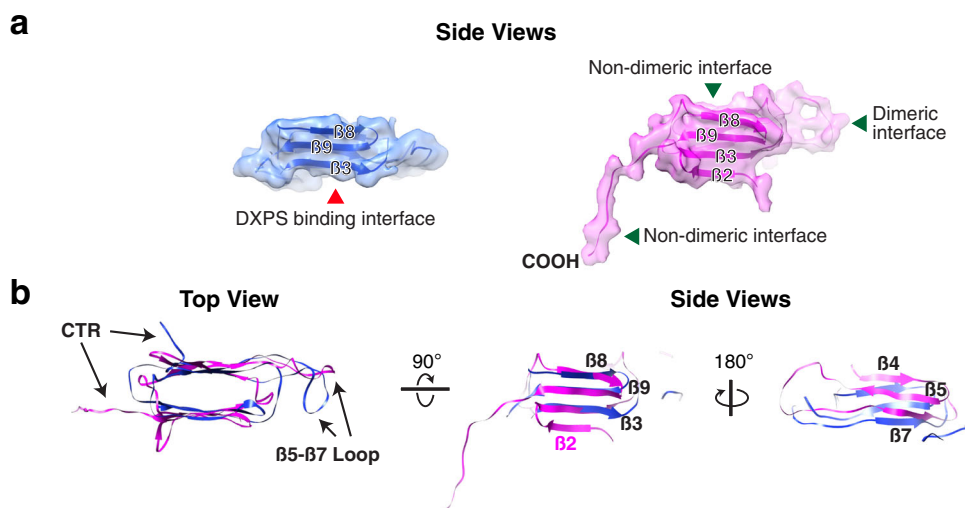 a
Side Views
Non-dimeric interface
Dimeric
interface
ß8
ß9
ß3
ß8
ß9
ß3
ß2
DXPS binding interface
Non-dimeric interface
COOH
b
Top View
Side Views
CTR
90°
180°
ß8
ß9
ß3
ß2
ß4
ß5
ß7
ß5-ß7 Loop